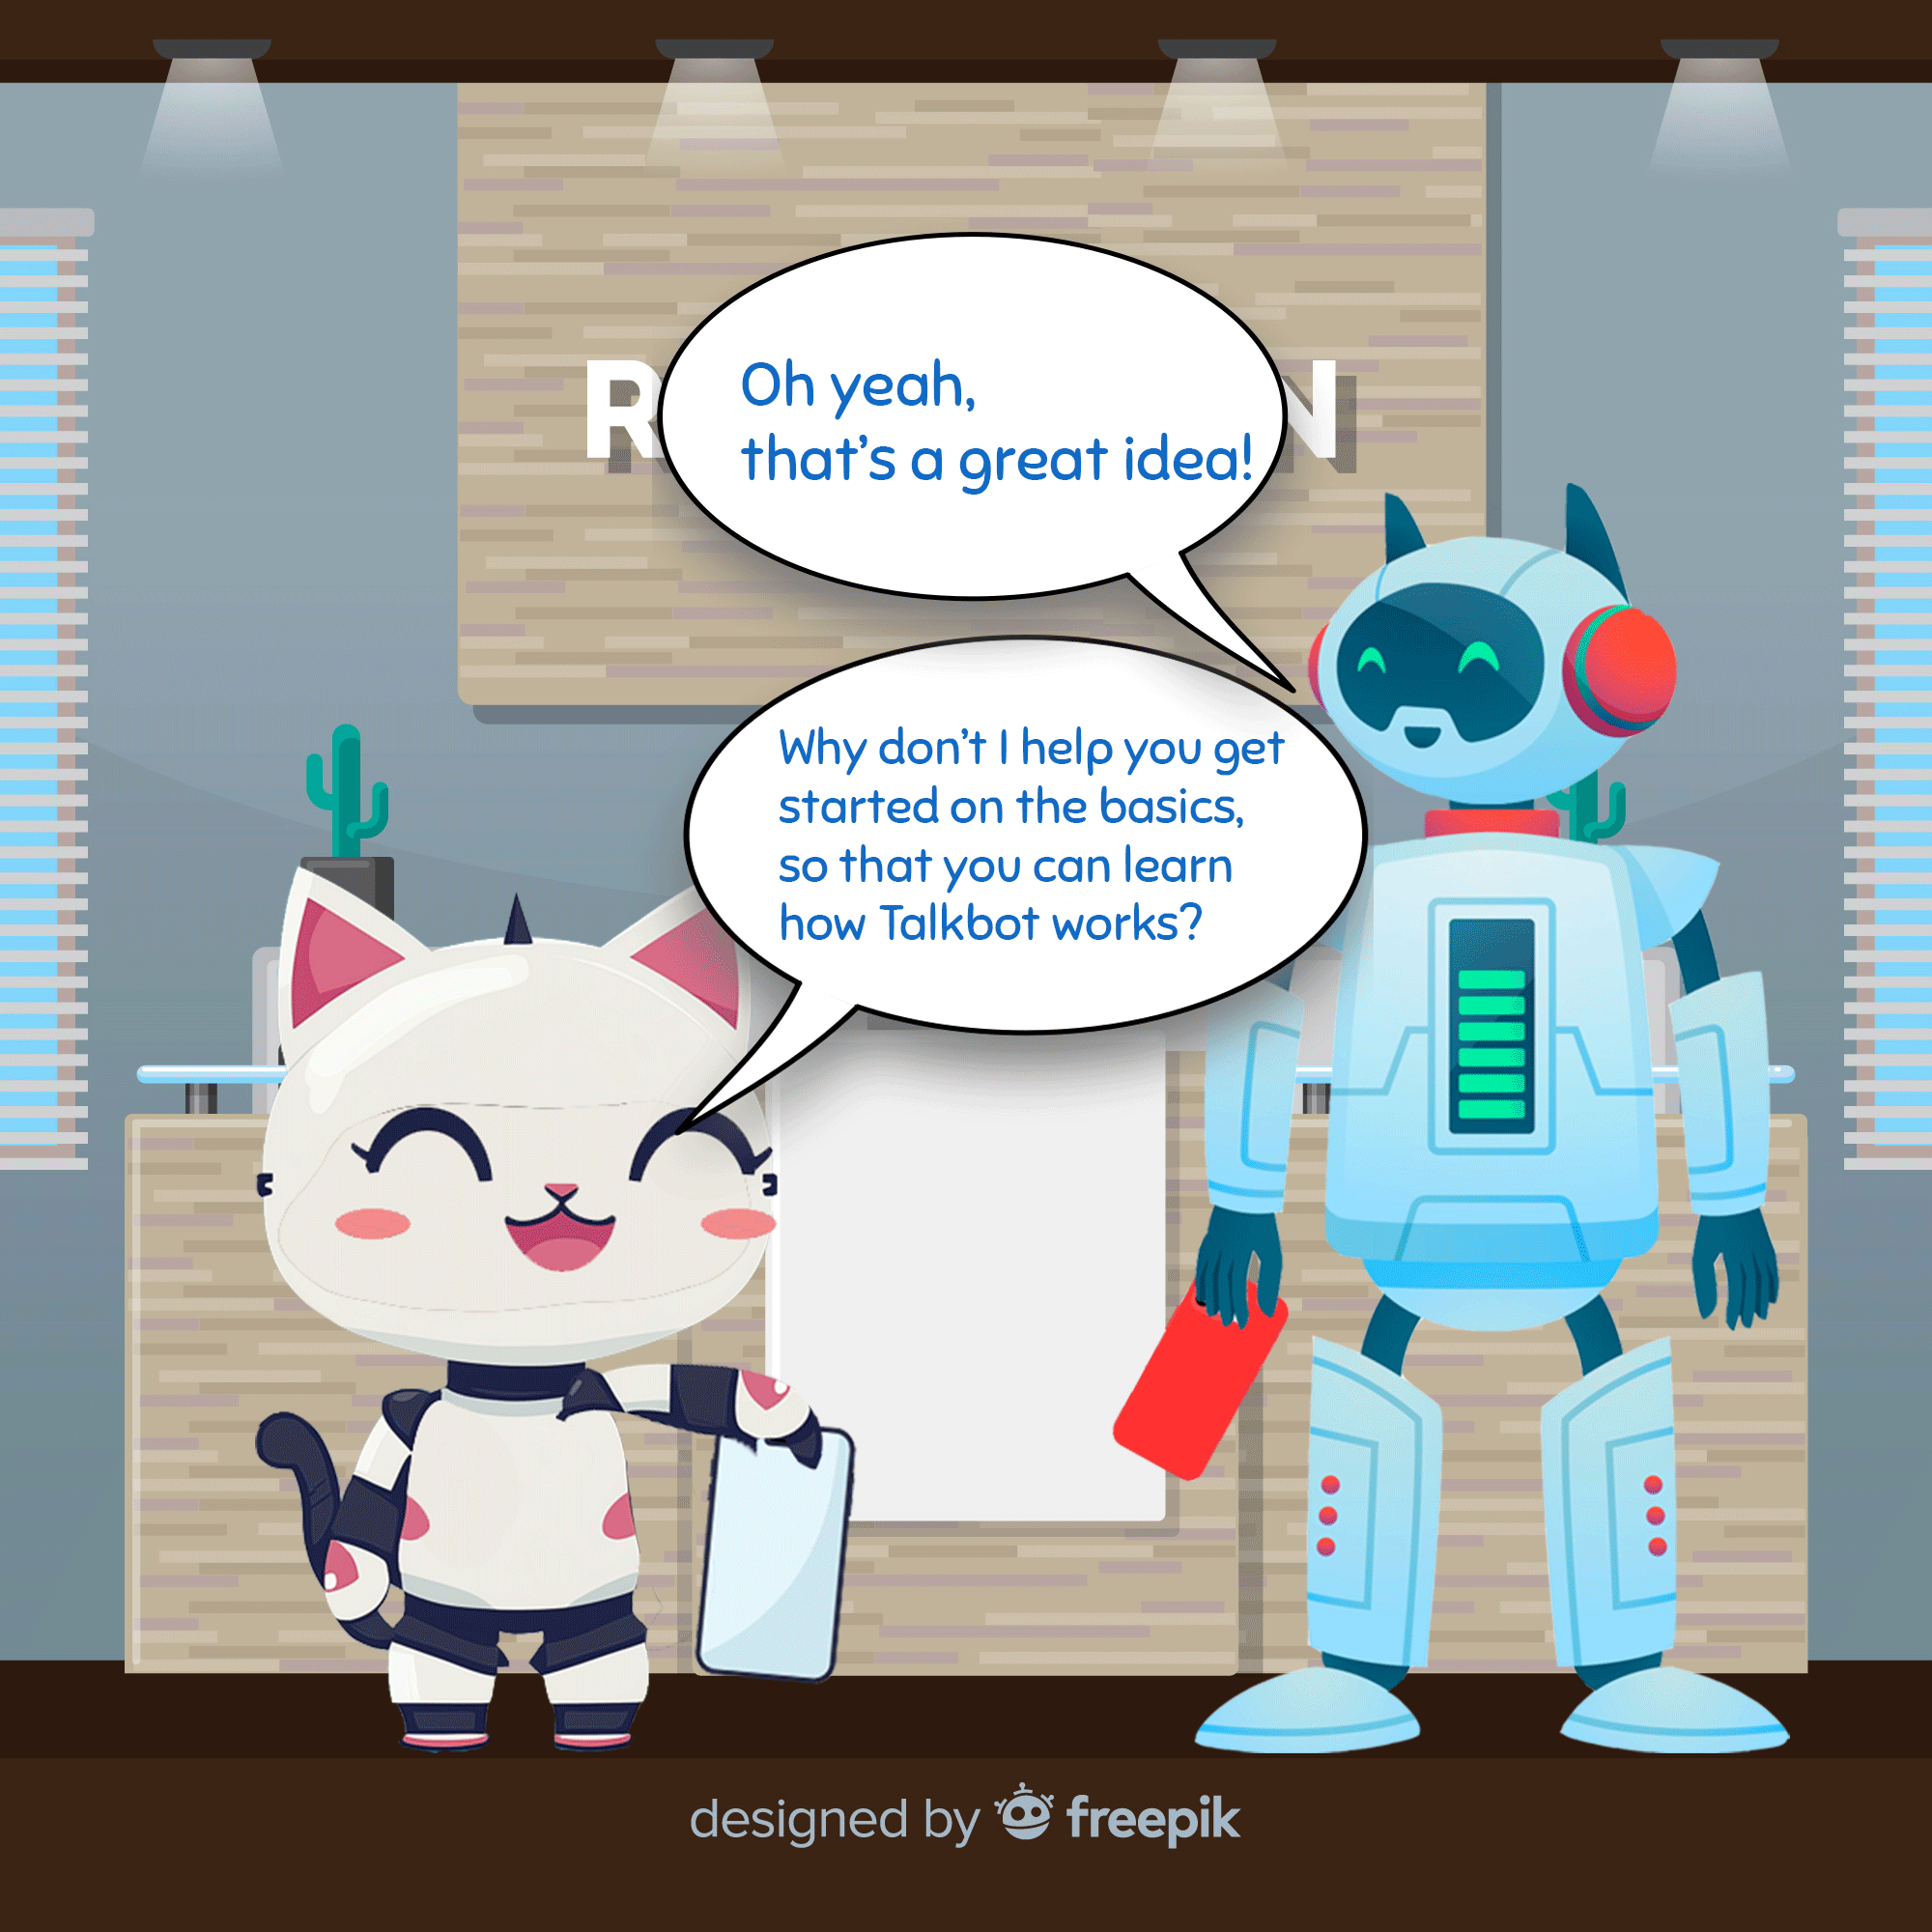 Oh yeah,
that's a great idea!
Why don't I help you get
started on the basics,
so that you can learn
how Talkbot works?
designed by freepik